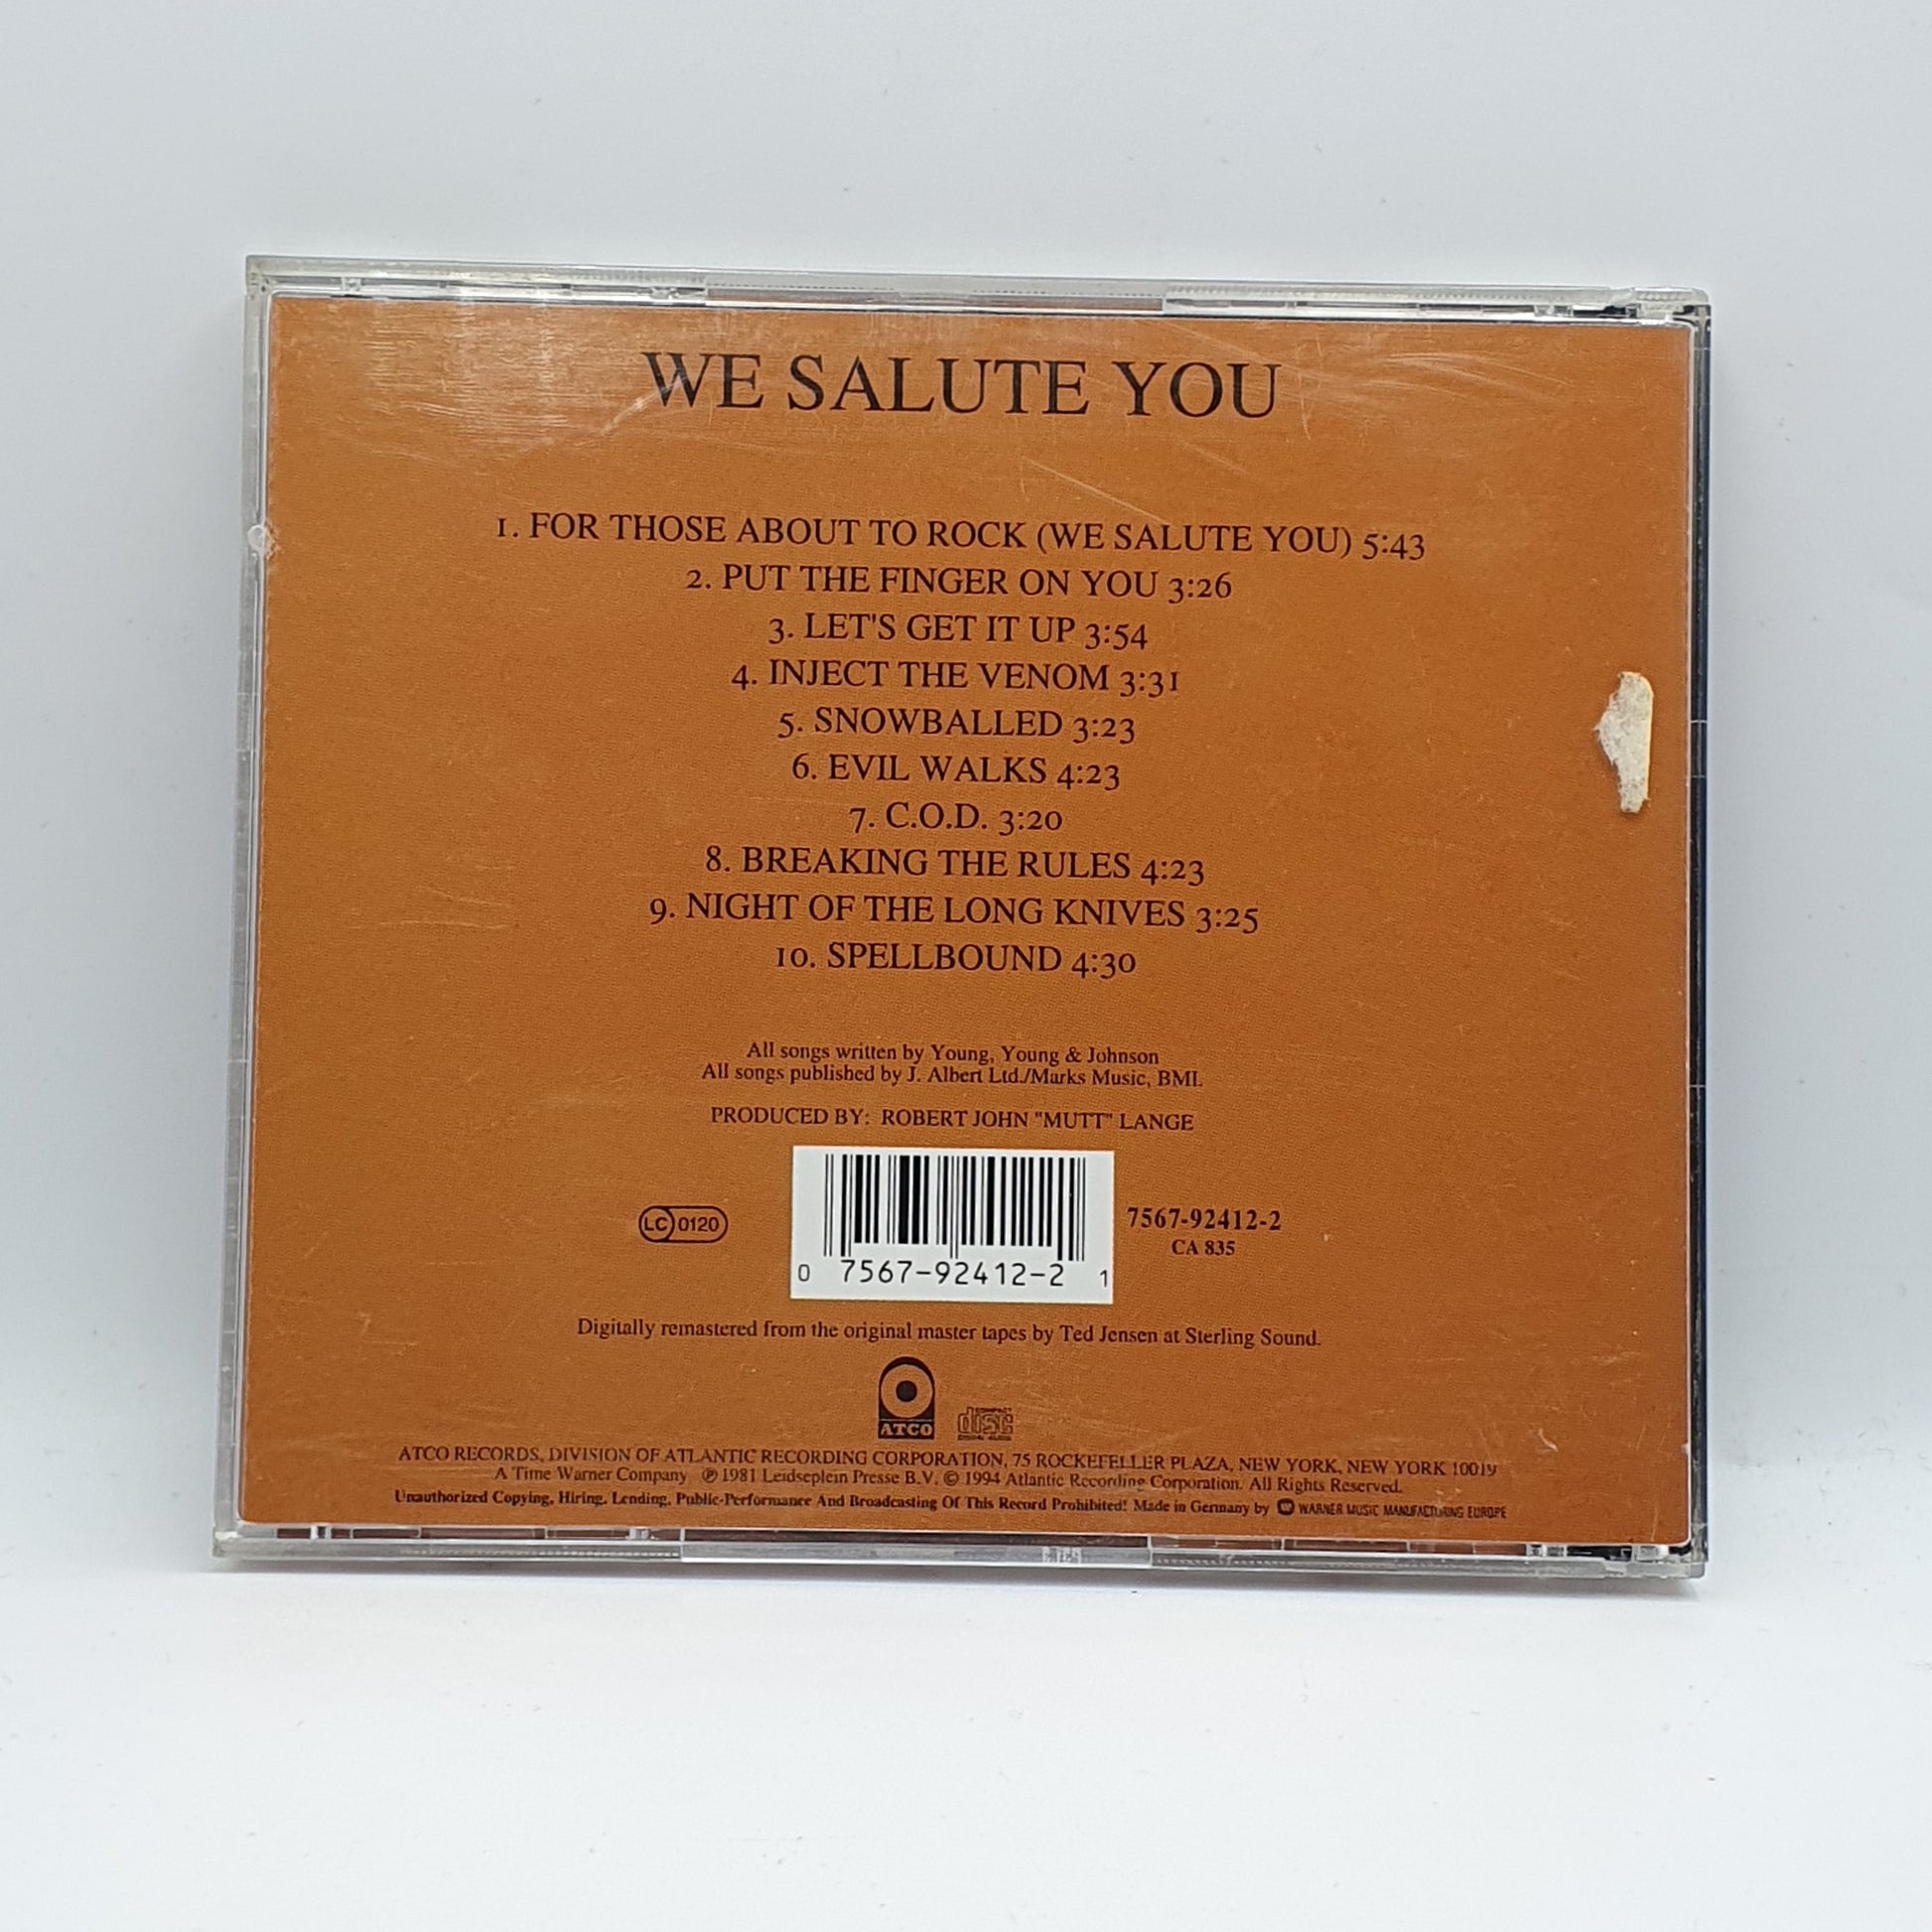 WE SALUTE YOU
1. FOR THOSE ABOUT TO ROCK (WE SALUTE YOU) 5:43
2. PUT THE FINGER ON YOU 3:26
3. LET'S GET IT UP 3:54
4. INJECT THE VENOM 3:31
5. SNOWBALLED 3:23
6. EVIL WALKS 4:23
7. C.O.D. 3:20
8. BREAKING THE RULES 4:23
9. NIGHT OF THE LONG KNIVES 3:25
10. SPELLBOUND 4:30
All songs written by Young, Young & Johnson
All songs published by J. Albert Ltd./Marks Music, BMI.
PRODUCED BY: ROBERT JOHN "MUTT" LANGE
LC 0120
0 7567-92412-2 1
7567-92412-2
CA 835
Digitally remastered from the original master tapes by Ted Jensen at Sterling Sound.
ATCO
COMPACT disc DIGITAL AUDIO
ATCO RECORDS, DIVISION OF ATLANTIC RECORDING CORPORATION, 75 ROCKEFELLER PLAZA, NEW YORK, NEW YORK 10019
A Time Warner Company ℗ 1981 Leidseplein Presse B.V. © 1994 Atlantic Recording Corporation. All Rights Reserved.
Unauthorized Copying, Hiring, Lending, Public-Performance And Broadcasting Of This Record Prohibited! Made in Germany by WARNER MUSIC MANUFACTURING EUROPE